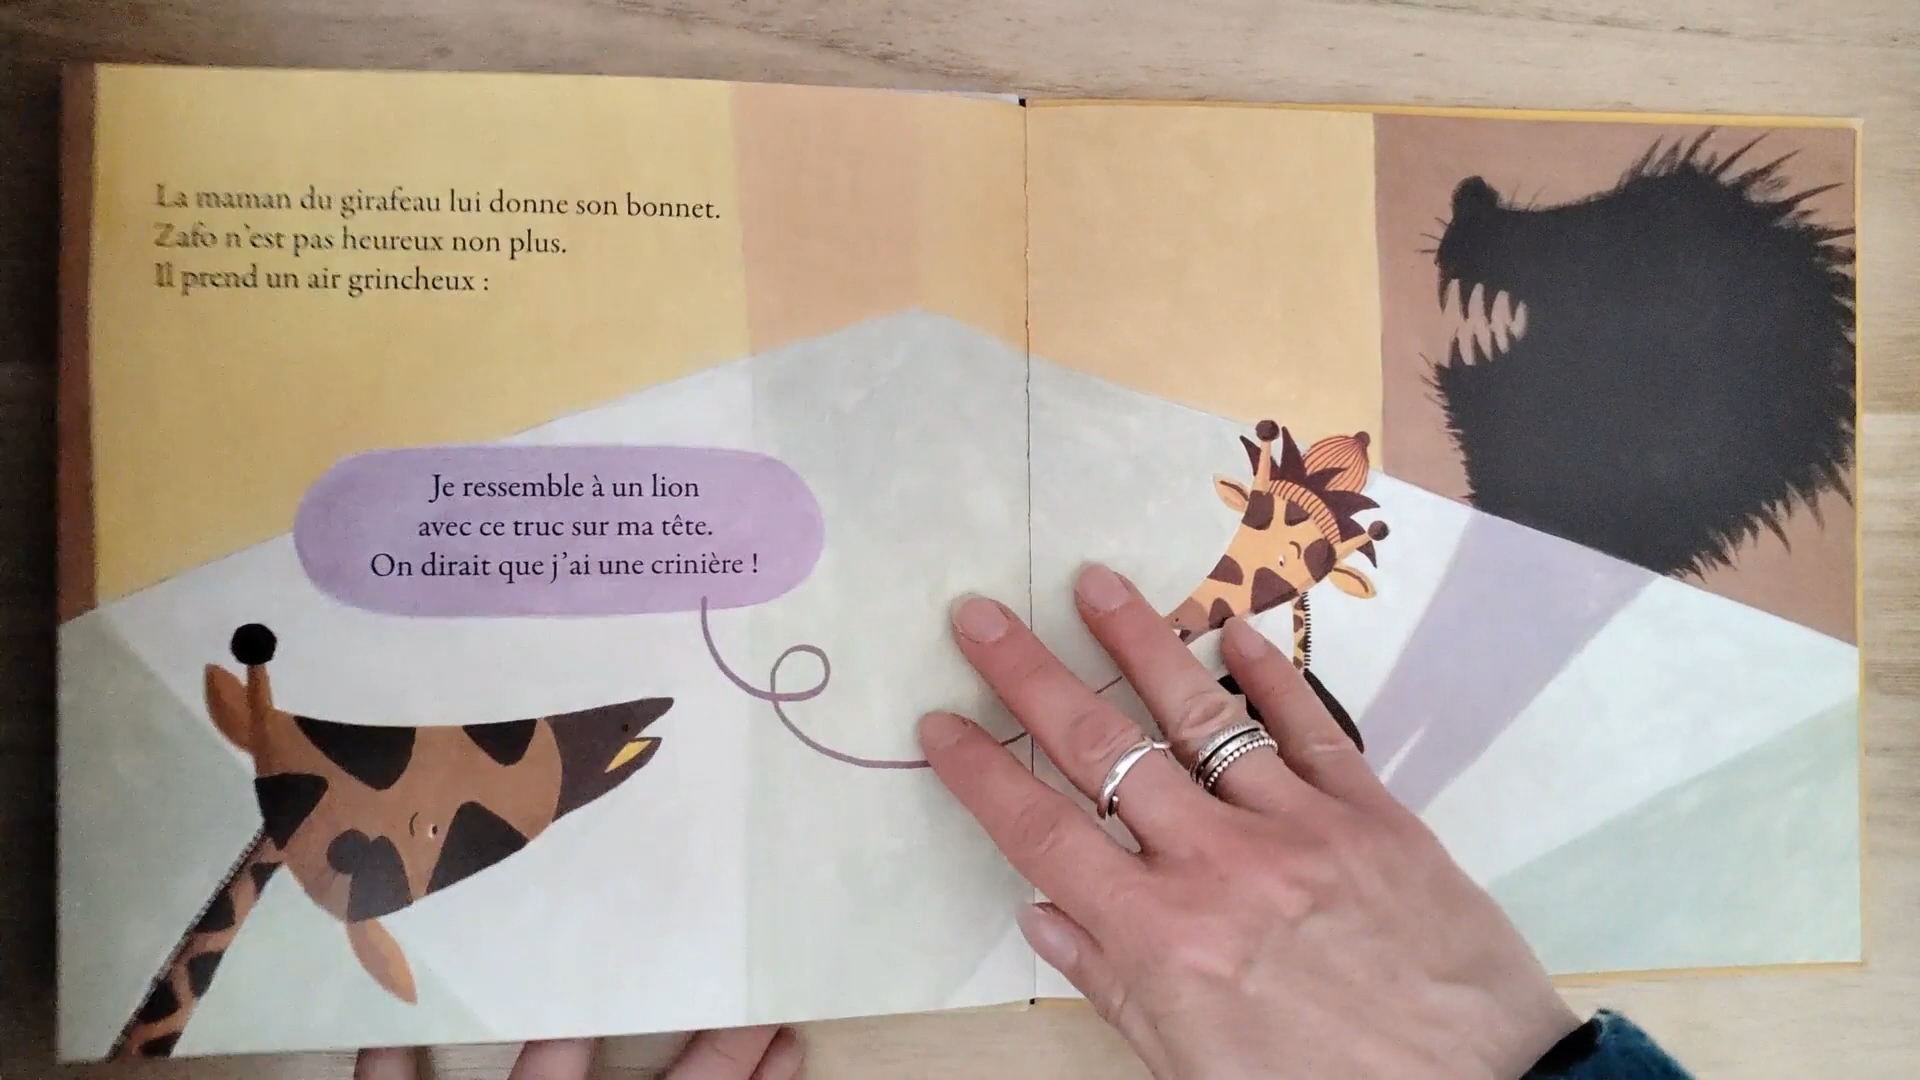 La maman du girafeau lui donne son bonnet.
Zafo n'est pas heureux non plus.
Il prend un air grincheux :
Je ressemble à un lion
avec ce truc sur ma tête.
On dirait que j'ai une crinière !